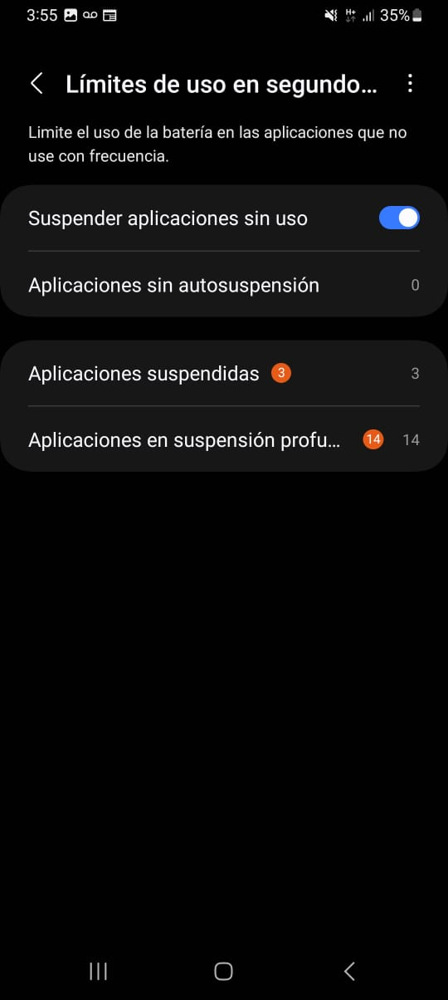 3:55 H+ 35%
Límites de uso en segundo...
Limite el uso de la batería en las aplicaciones que no
use con frecuencia.
Suspender aplicaciones sin uso
Aplicaciones sin autosuspensión 0
Aplicaciones suspendidas 3 3
Aplicaciones en suspensión profu... 14 14